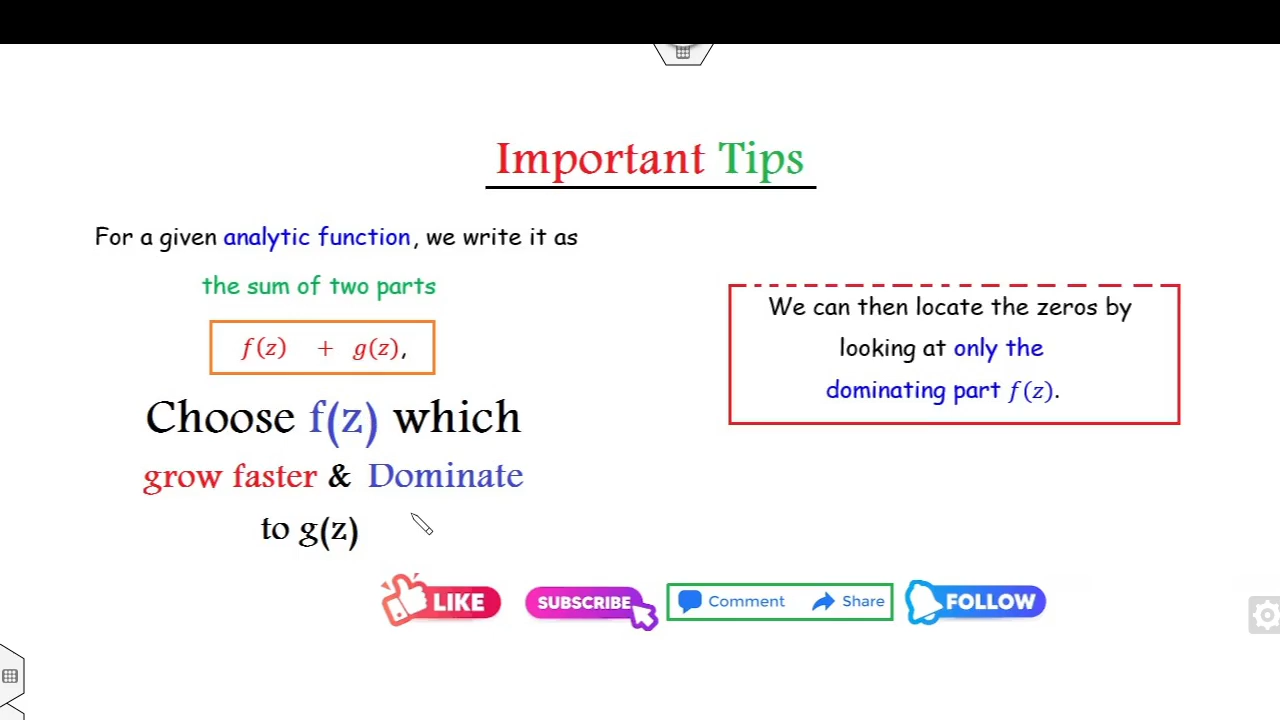 Important Tips
For a given analytic function, we write it as
the sum of two parts
f(z) + g(z),
Choose f(z) which
grow faster & Dominate
to g(z)
We can then locate the zeros by
looking at only the
dominating part f(z).
LIKE
SUBSCRIBE
Comment
Share
FOLLOW